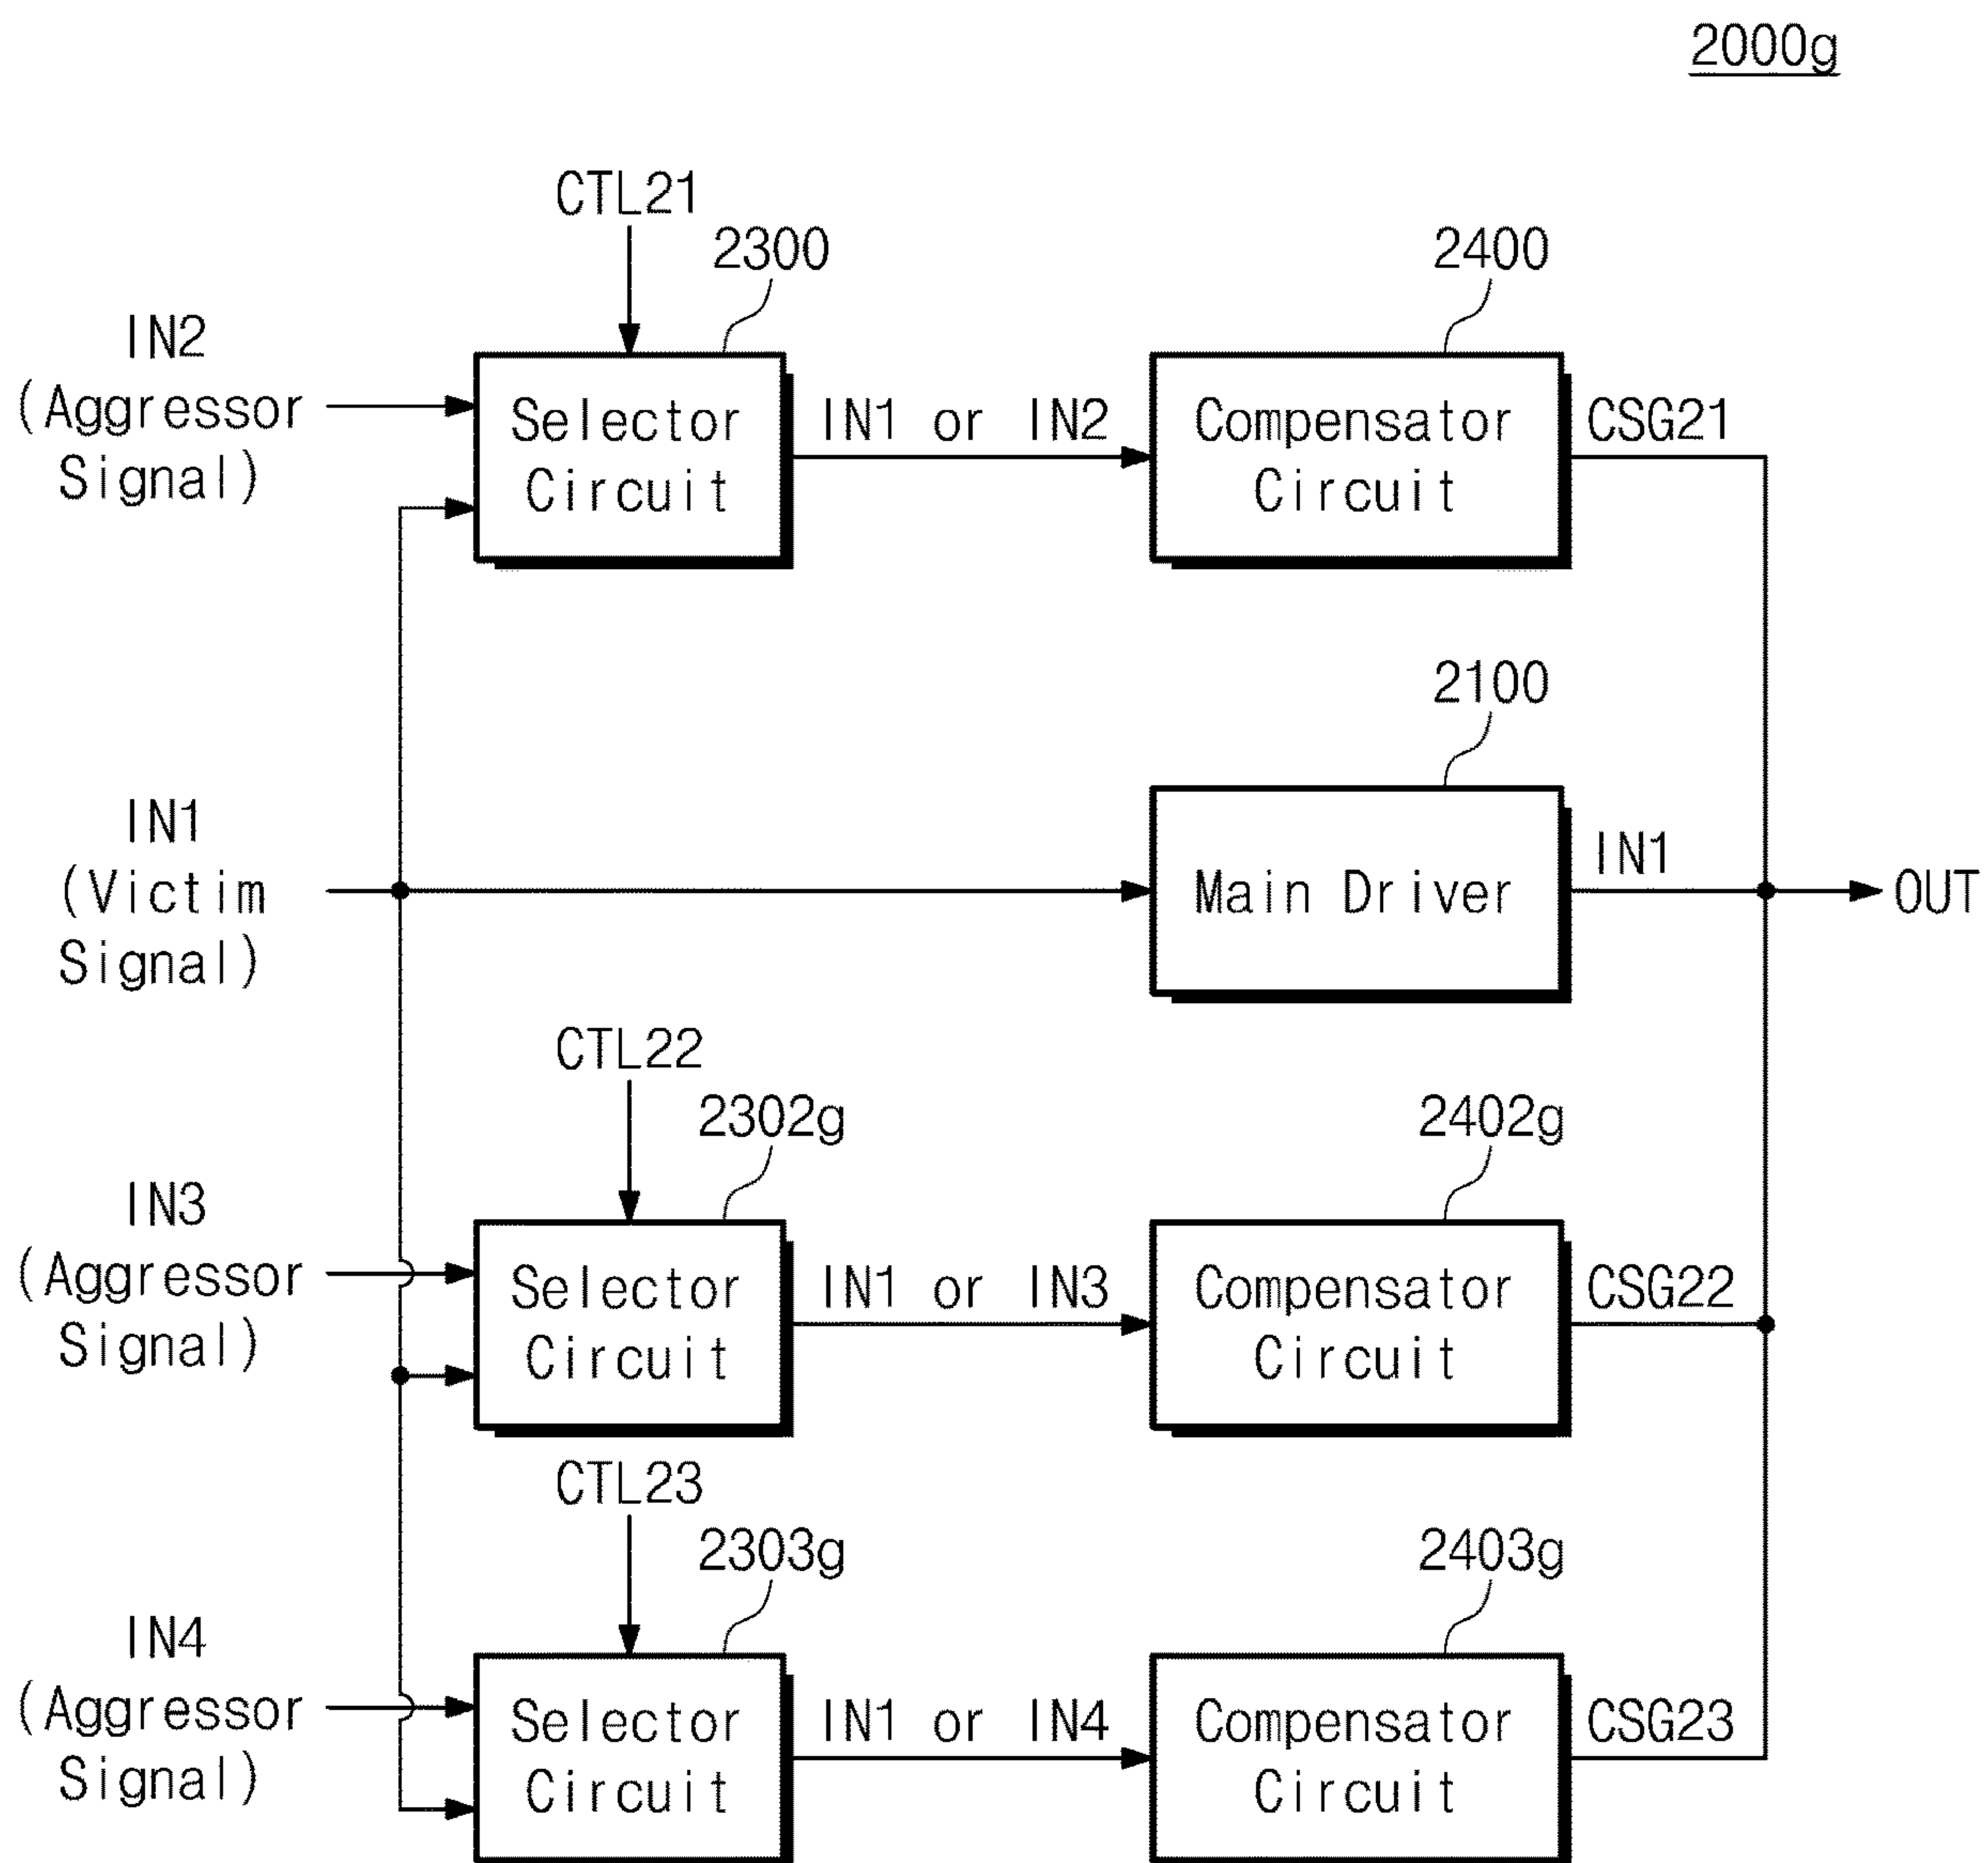 2000g
CTL21
2300
2400
IN2
(Aggressor
Signal)
Selector
Circuit
IN1 or IN2
Compensator
Circuit
CSG21
2100
IN1
(Victim
Signal)
Main Driver
IN1
OUT
CTL22
2302g
2402g
IN3
(Aggressor
Signal)
Selector
Circuit
IN1 or IN3
Compensator
Circuit
CSG22
CTL23
2303g
2403g
IN4
(Aggressor
Signal)
Selector
Circuit
IN1 or IN4
Compensator
Circuit
CSG23